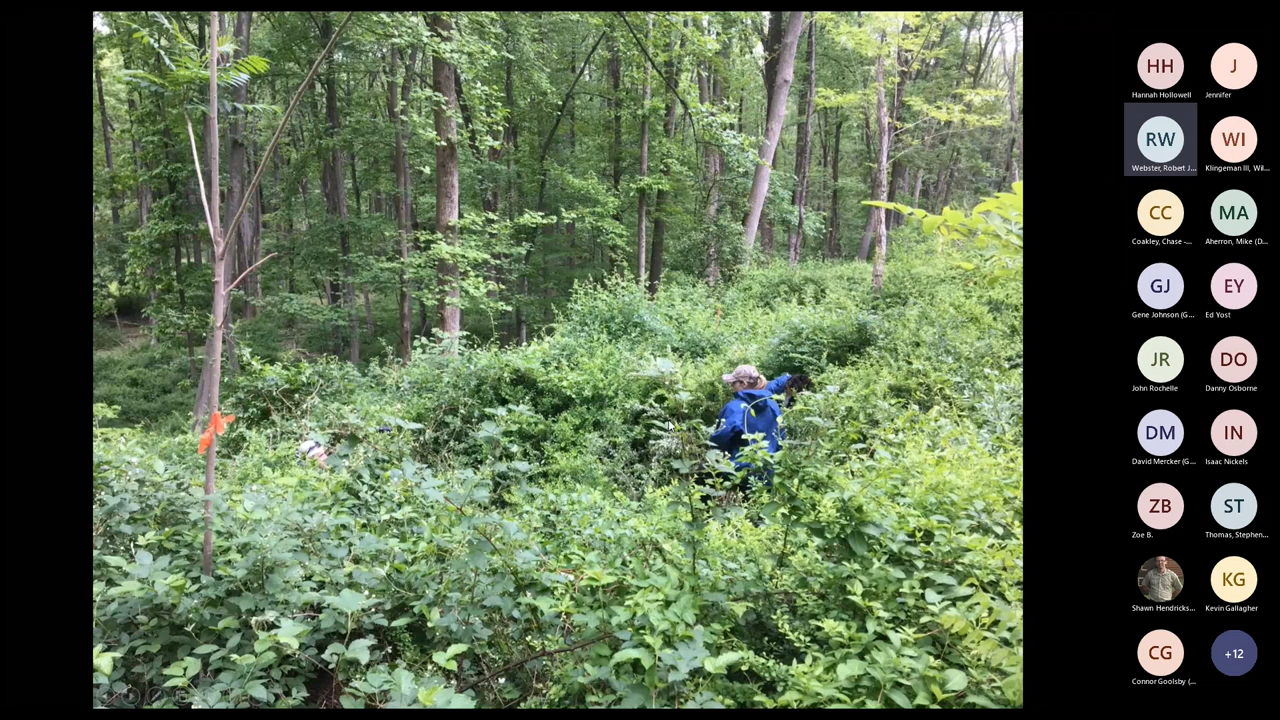 HH
J
Hannah Hollowell
Jennifer
RW
WI
Webster, Robert J...
Klingeman III, Wil...
CC
MA
Coakley, Chase -...
Aherron, Mike (D...
GJ
EY
Gene Johnson (G...
Ed Yost
JR
DO
John Rochelle
Danny Osborne
DM
IN
David Mercker (G...
Isaac Nickels
ZB
ST
Zoe B.
Thomas, Stephen...
KG
Shawn Hendricks...
Kevin Gallagher
CG
+12
Connor Goolsby (...